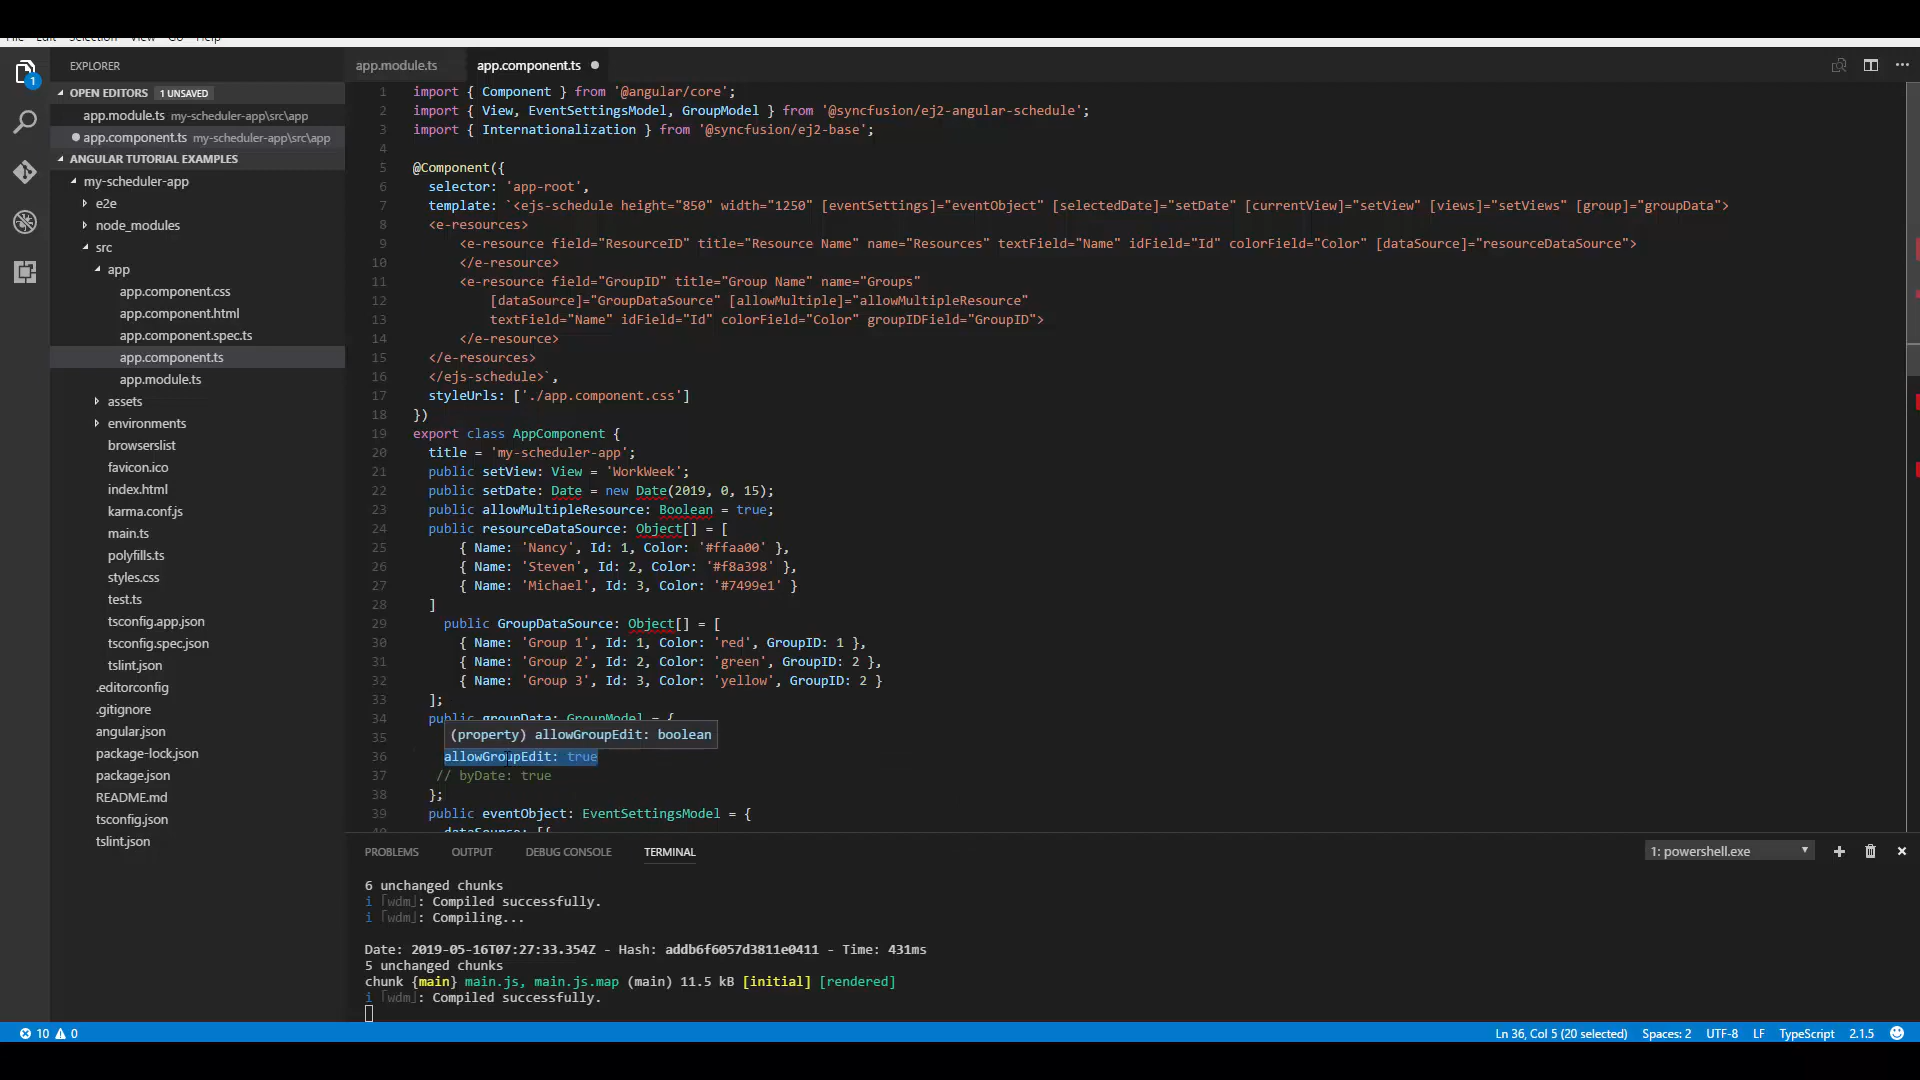 File Edit Selection View Go Help
EXPLORER
OPEN EDITORS 1 UNSAVED
app.module.ts my-scheduler-app\src\app
app.component.ts my-scheduler-app\src\app
ANGULAR TUTORIAL EXAMPLES
my-scheduler-app
e2e
node_modules
src
app
app.component.css
app.component.html
app.component.spec.ts
app.component.ts
app.module.ts
assets
environments
browserslist
favicon.ico
index.html
karma.conf.js
main.ts
polyfills.ts
styles.css
test.ts
tsconfig.app.json
tsconfig.spec.json
tslint.json
.editorconfig
.gitignore
angular.json
package-lock.json
package.json
README.md
tsconfig.json
tslint.json
1
app.module.ts app.component.ts
1 import { Component } from '@angular/core';
2 import { View, EventSettingsModel, GroupModel } from '@syncfusion/ej2-angular-schedule';
3 import { Internationalization } from '@syncfusion/ej2-base';
4
5 @Component({
6 selector: 'app-root',
7 template: `<ejs-schedule height="850" width="1250" [eventSettings]="eventObject" [selectedDate]="setDate" [currentView]="setView" [views]="setViews" [group]="groupData">
8 <e-resources>
9 <e-resource field="ResourceID" title="Resource Name" name="Resources" textField="Name" idField="Id" colorField="Color" [dataSource]="resourceDataSource">
10 </e-resource>
11 <e-resource field="GroupID" title="Group Name" name="Groups"
12 [dataSource]="GroupDataSource" [allowMultiple]="allowMultipleResource"
13 textField="Name" idField="Id" colorField="Color" groupIDField="GroupID">
14 </e-resource>
15 </e-resources>
16 </ejs-schedule>`,
17 styleUrls: ['./app.component.css']
18 })
19 export class AppComponent {
20 title = 'my-scheduler-app';
21 public setView: View = 'WorkWeek';
22 public setDate: Date = new Date(2019, 0, 15);
23 public allowMultipleResource: Boolean = true;
24 public resourceDataSource: Object[] = [
25 { Name: 'Nancy', Id: 1, Color: '#ffaa00' },
26 { Name: 'Steven', Id: 2, Color: '#f8a398' },
27 { Name: 'Michael', Id: 3, Color: '#7499e1' }
28 ]
29 public GroupDataSource: Object[] = [
30 { Name: 'Group 1', Id: 1, Color: 'red', GroupID: 1 },
31 { Name: 'Group 2', Id: 2, Color: 'green', GroupID: 2 },
32 { Name: 'Group 3', Id: 3, Color: 'yellow', GroupID: 2 }
33 ];
34 public groupData: GroupModel = {
35 (property) allowGroupEdit: boolean
36 allowGroupEdit: true
37 // byDate: true
38 };
39 public eventObject: EventSettingsModel = {
40 dataSource: [{
PROBLEMS OUTPUT DEBUG CONSOLE TERMINAL 1: powershell.exe
6 unchanged chunks
i ｢wdm｣: Compiled successfully.
i ｢wdm｣: Compiling...
Date: 2019-05-16T07:27:33.354Z - Hash: addb6f6057d3811e0411 - Time: 431ms
5 unchanged chunks
chunk {main} main.js, main.js.map (main) 11.5 kB [initial] [rendered]
i ｢wdm｣: Compiled successfully.
10 0 Ln 36, Col 5 (20 selected) Spaces: 2 UTF-8 LF TypeScript 2.1.5